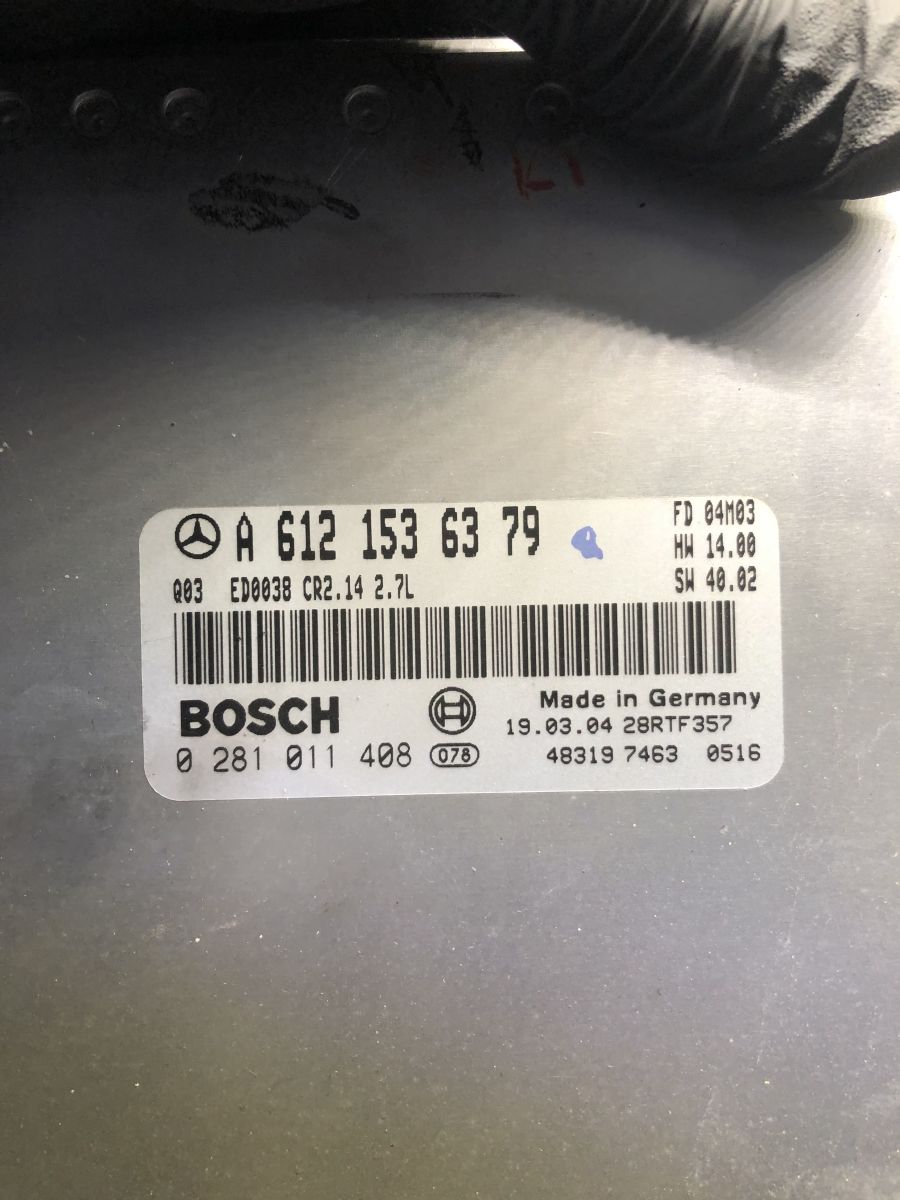 K1
A 612 153 63 79
FD 04M03
HW 14.00
Q03 ED0038 CR2.14 2.7L
SW 40.02
BOSCH
Made in Germany
19.03.04 28RTF357
0 281 011 408 078
48319 7463 0516